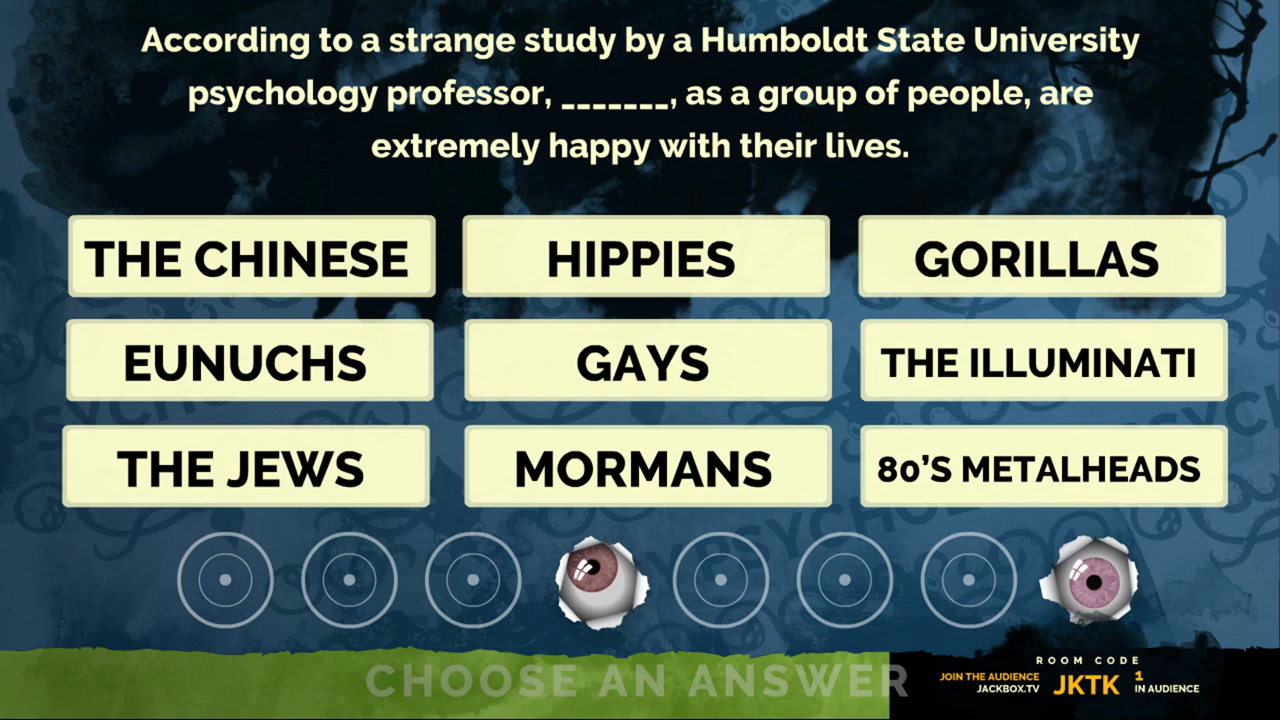 According to a strange study by a Humboldt State University
psychology professor, _______, as a group of people, are
extremely happy with their lives.
THE CHINESE
HIPPIES
GORILLAS
EUNUCHS
GAYS
THE ILLUMINATI
THE JEWS
MORMANS
80'S METALHEADS
CHOOSE AN ANSWER
ROOM CODE
JOIN THE AUDIENCE
JACKBOX.TV
JKTK
1
IN AUDIENCE